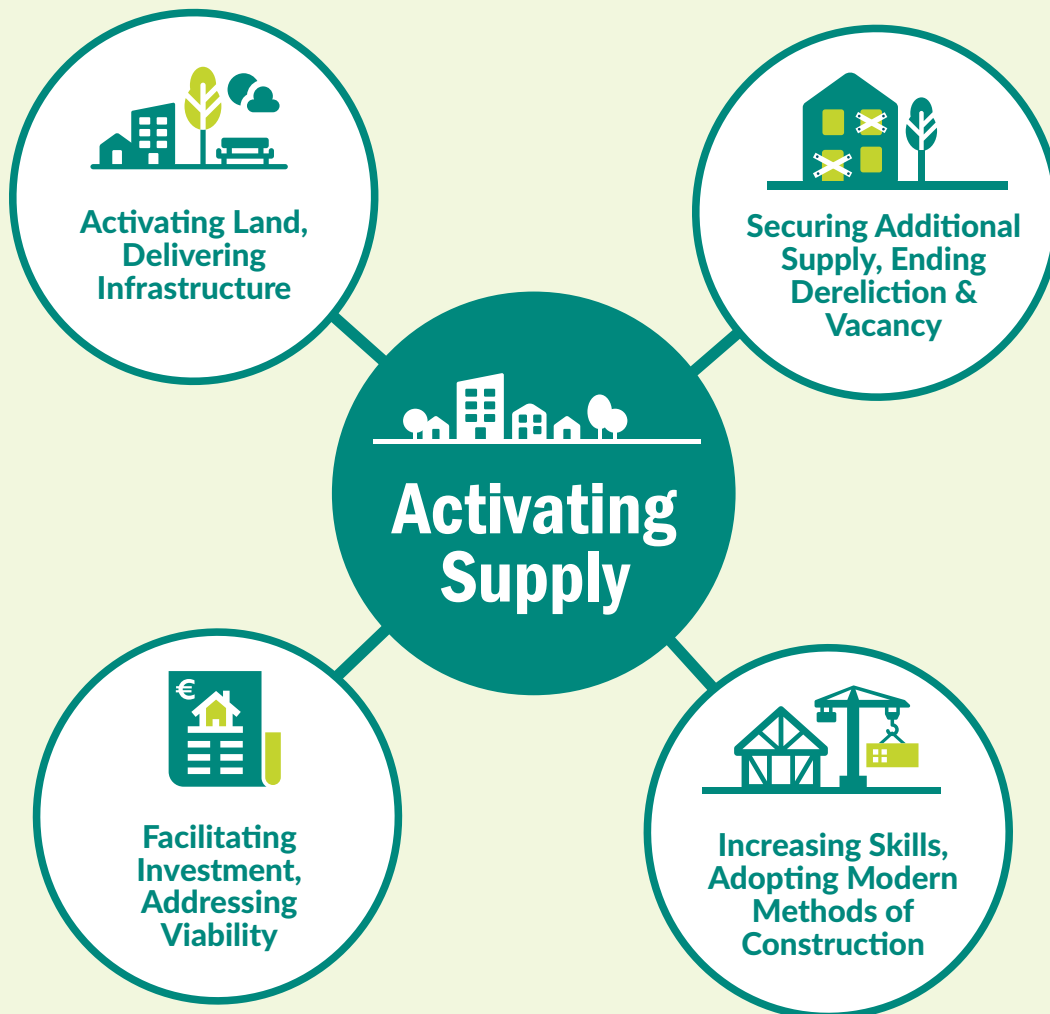 Activating Land,
Delivering
Infrastructure
Securing Additional
Supply, Ending
Dereliction &
Vacancy
Activating
Supply
€
Facilitating
Investment,
Addressing
Viability
Increasing Skills,
Adopting Modern
Methods of
Construction